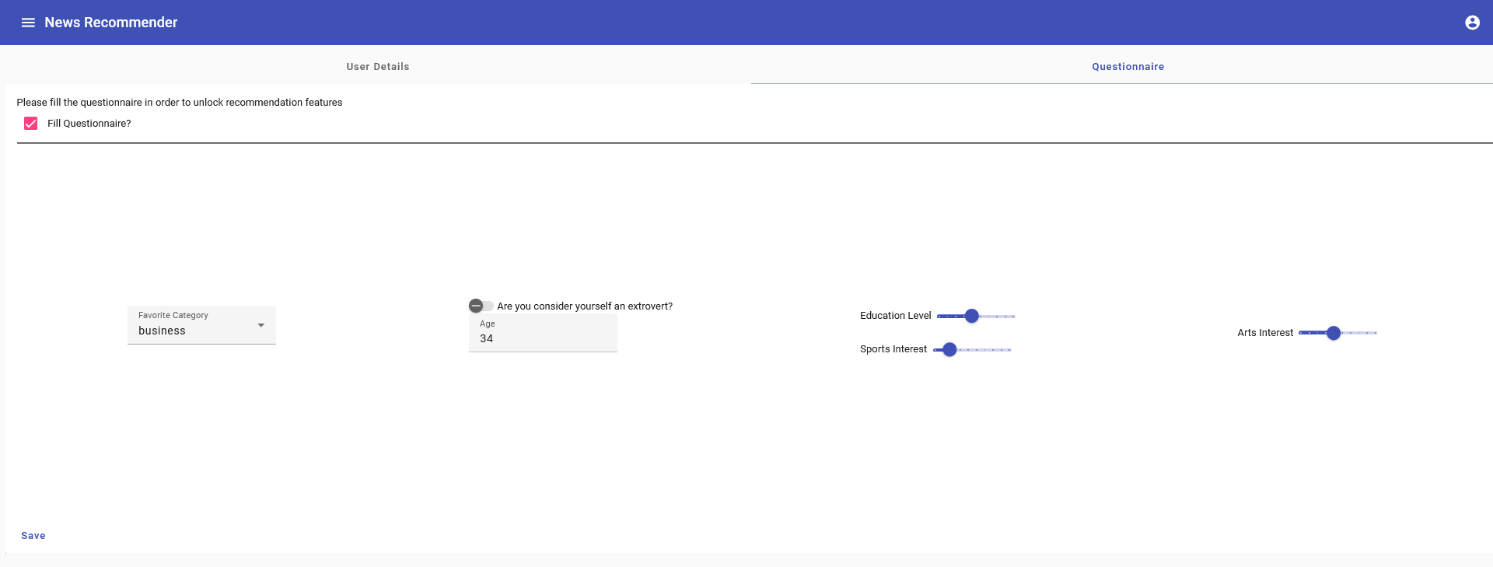 News Recommender
User Details
Questionnaire
Please fill the questionnaire in order to unlock recommendation features
Fill Questionnaire?
Favorite Category
business
Are you consider yourself an extrovert?
Age
34
Education Level
Sports Interest
Arts Interest
Save